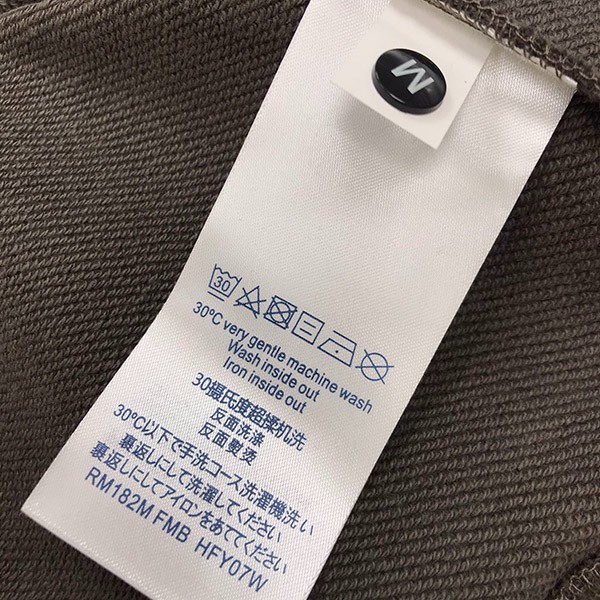 M
30
30°C very gentle machine wash
Wash inside out
Iron inside out
30摄氏度超揉机洗
反面洗涤
反面熨烫
30°C以下で手洗コース洗濯機洗い
裏返しにして洗濯してください
裏返しにしてアイロンをあててください
RM182M FMB HFY07W